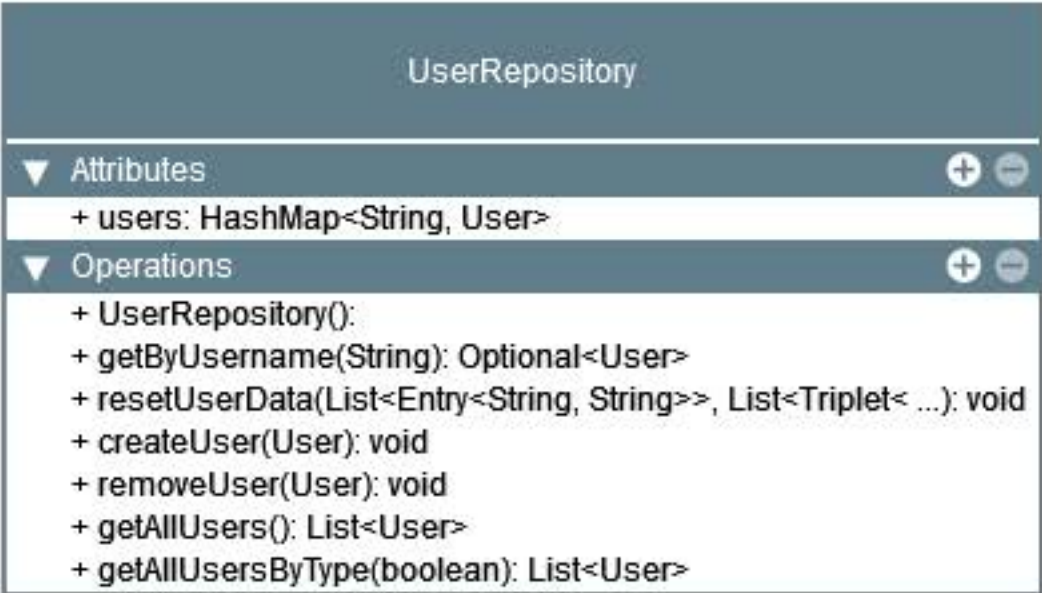 UserRepository
Attributes
+ users: HashMap<String, User>
Operations
+ UserRepository():
+ getByUsername(String): Optional<User>
+ resetUserData(List<Entry<String, String>>, List<Triplet< ...): void
+ createUser(User): void
+ removeUser(User): void
+ getAllUsers(): List<User>
+ getAllUsersByType(boolean): List<User>